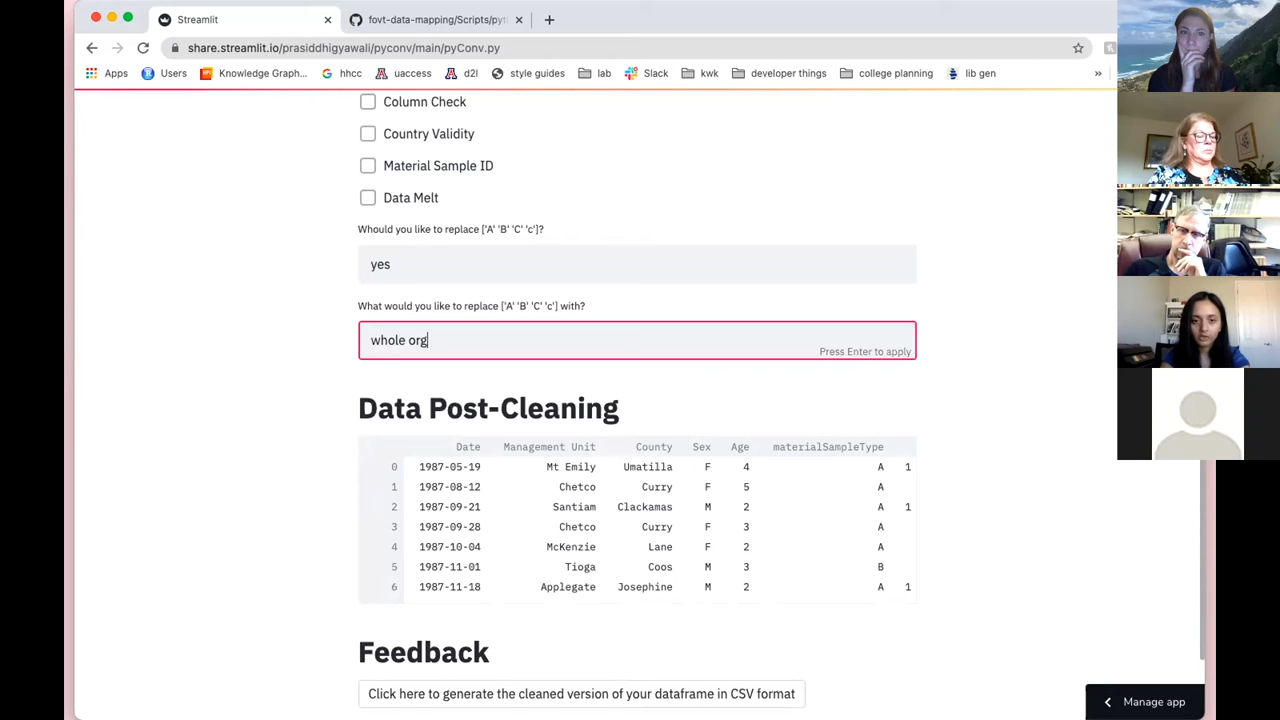 Streamlit
fovt-data-mapping/Scripts/pyt
share.streamlit.io/prasiddhigyawali/pyconv/main/pyConv.py
Apps Users Knowledge Grap... hhcc uaccess d2l style guides lab Slack kwk developer things college planning lib gen »
Column Check
Country Validity
Material Sample ID
Data Melt
Whould you like to replace ['A' 'B' 'C' 'c']?
yes
What would you like to replace ['A' 'B' 'C' 'c'] with?
whole org
Press Enter to apply
Data Post-Cleaning
Date Management Unit County Sex Age materialSampleType
0 1987-05-19 Mt Emily Umatilla F 4 A 1
1 1987-08-12 Chetco Curry F 5 A
2 1987-09-21 Santiam Clackamas M 2 A 1
3 1987-09-28 Chetco Curry F 3 A
4 1987-10-04 McKenzie Lane F 2 A
5 1987-11-01 Tioga Coos M 3 B
6 1987-11-18 Applegate Josephine M 2 A 1
Feedback
Click here to generate the cleaned version of your dataframe in CSV format
Manage app